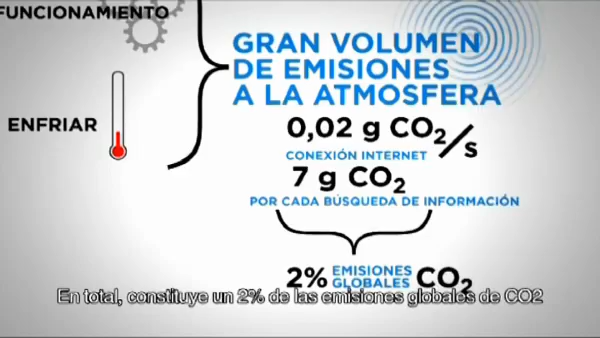 FUNCIONAMIENTO
ENFRIAR
GRAN VOLUMEN
DE EMISIONES
A LA ATMOSFERA
0,02 g CO2/s
CONEXIÓN INTERNET
7 g CO2
POR CADA BÚSQUEDA DE INFORMACIÓN
2% EMISIONES GLOBALES CO2
En total, constituye un 2% de las emisiones globales de CO2